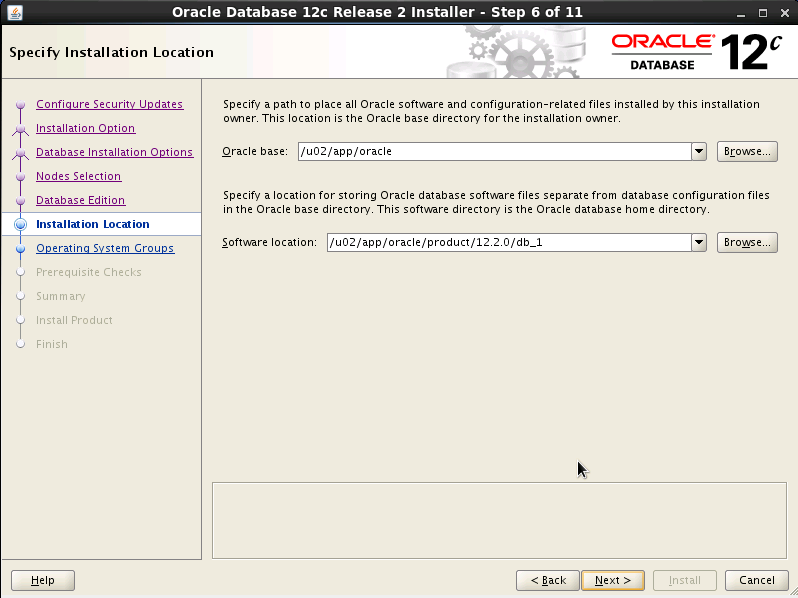 Oracle Database 12c Release 2 Installer - Step 6 of 11
Specify Installation Location
ORACLE
DATABASE
12c
Configure Security Updates
Installation Option
Database Installation Options
Nodes Selection
Database Edition
Installation Location
Operating System Groups
Prerequisite Checks
Summary
Install Product
Finish
Specify a path to place all Oracle software and configuration-related files installed by this installation
owner. This location is the Oracle base directory for the installation owner.
Oracle base: /u02/app/oracle Browse...
Specify a location for storing Oracle database software files separate from database configuration files
in the Oracle base directory. This software directory is the Oracle database home directory.
Software location: /u02/app/oracle/product/12.2.0/db_1 Browse...
Help < Back Next > Install Cancel